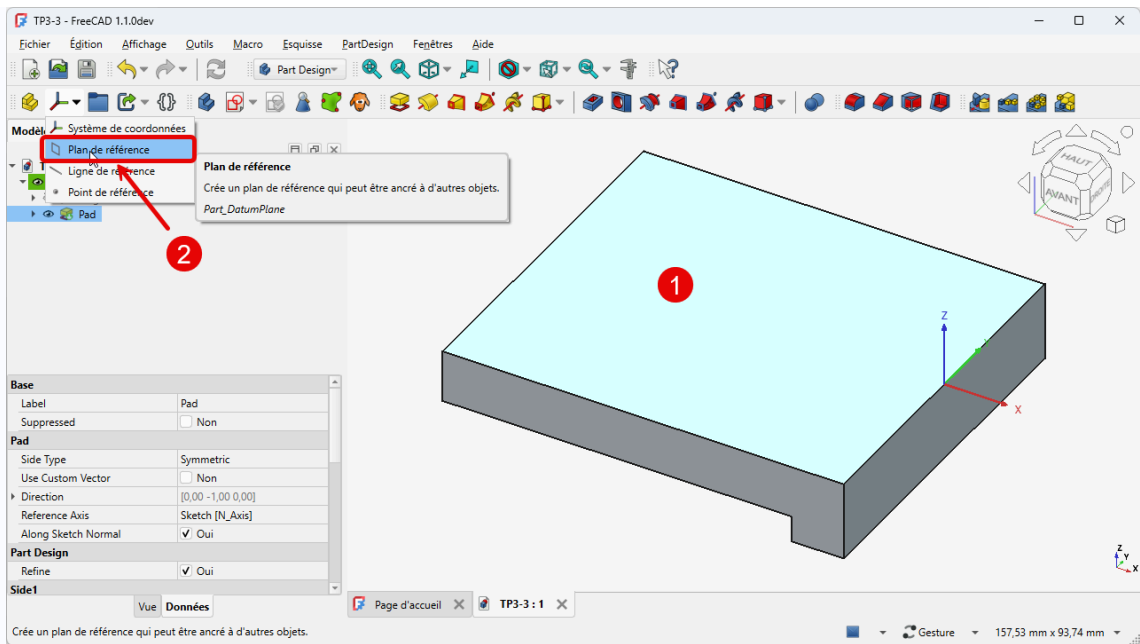 TP3-3 - FreeCAD 1.1.0dev
Fichier Édition Affichage Outils Macro Esquisse PartDesign Fenêtres Aide
Part Design
Modèl
Système de coordonnées
Plan de référence
Ligne de référence
Point de référence
Pad
Plan de référence
Crée un plan de référence qui peut être ancré à d'autres objets.
Part_DatumPlane
2
1
HAUT
AVANT
DROITE
Z
X
Base
Label Pad
Suppressed Non
Pad
Side Type Symmetric
Use Custom Vector Non
Direction [0,00 -1,00 0,00]
Reference Axis Sketch [N_Axis]
Along Sketch Normal Oui
Part Design
Refine Oui
Side1
Vue Données
Z
Y
X
Page d'accueil TP3-3 : 1
Crée un plan de référence qui peut être ancré à d'autres objets.
Gesture 157,53 mm x 93,74 mm